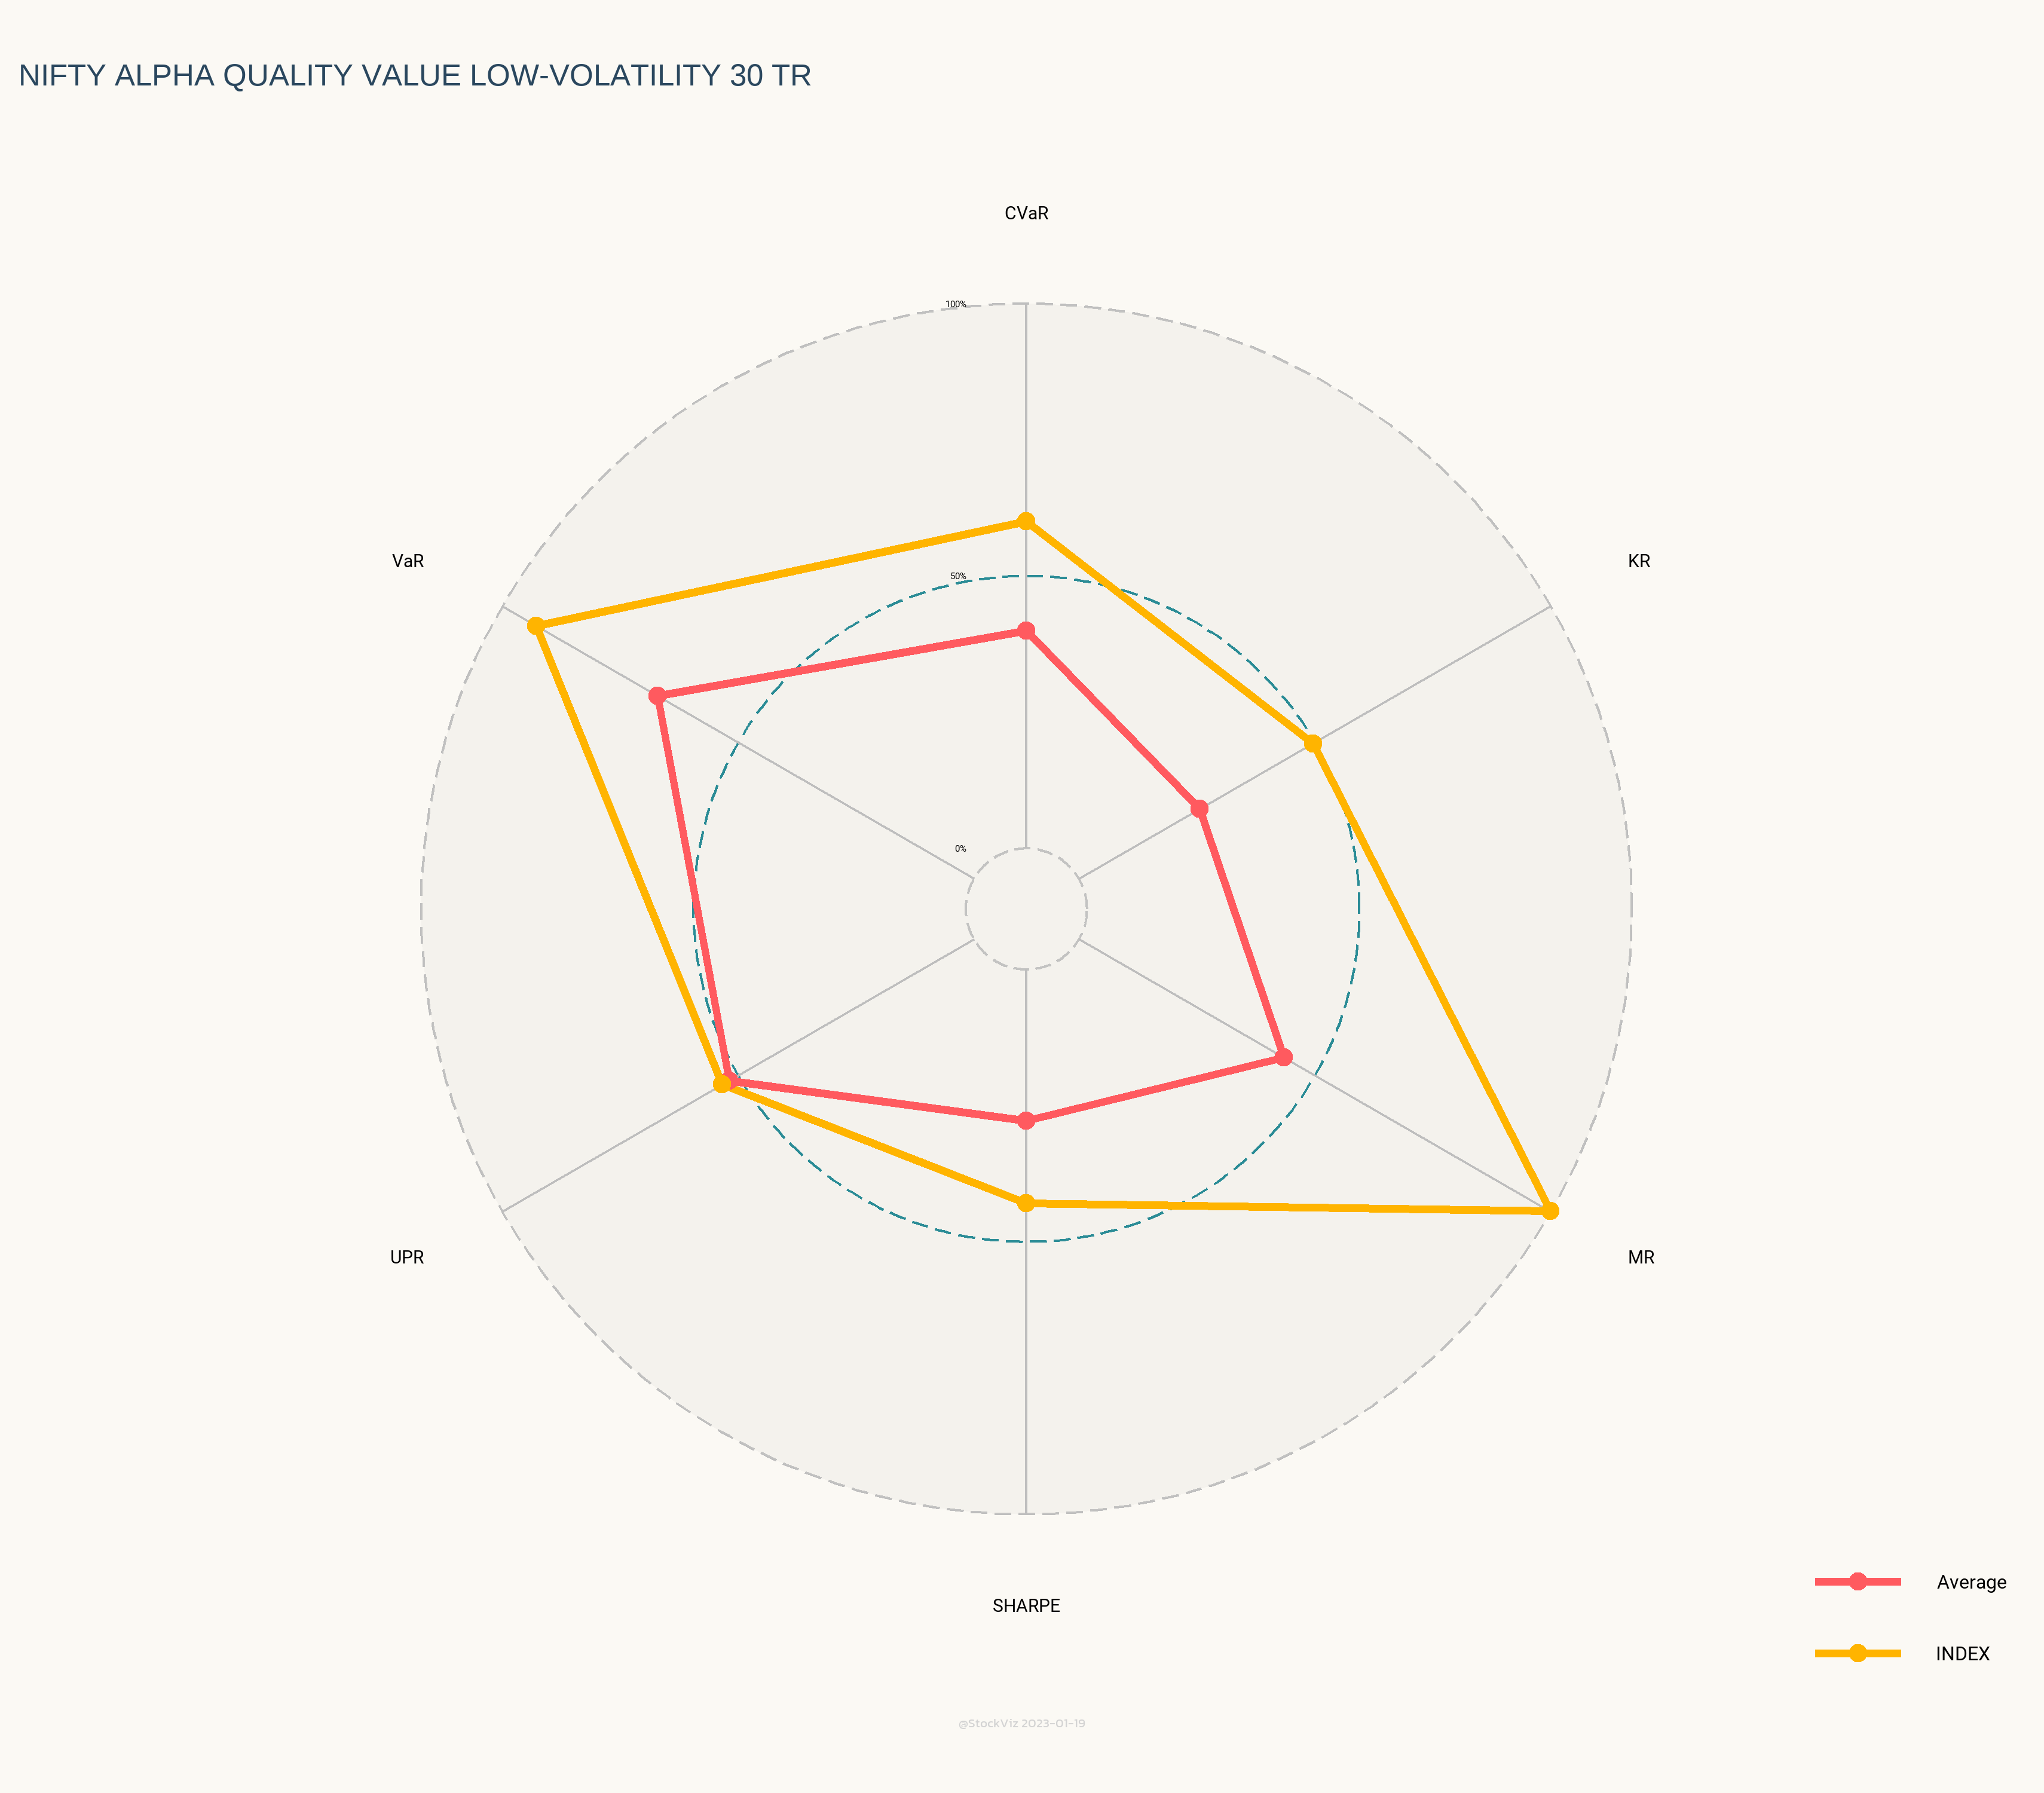 NIFTY ALPHA QUALITY VALUE LOW-VOLATILITY 30 TR
CVaR
100%
VaR
KR
50%
0%
UPR
MR
SHARPE
Average
INDEX
@StockViz 2023-01-19